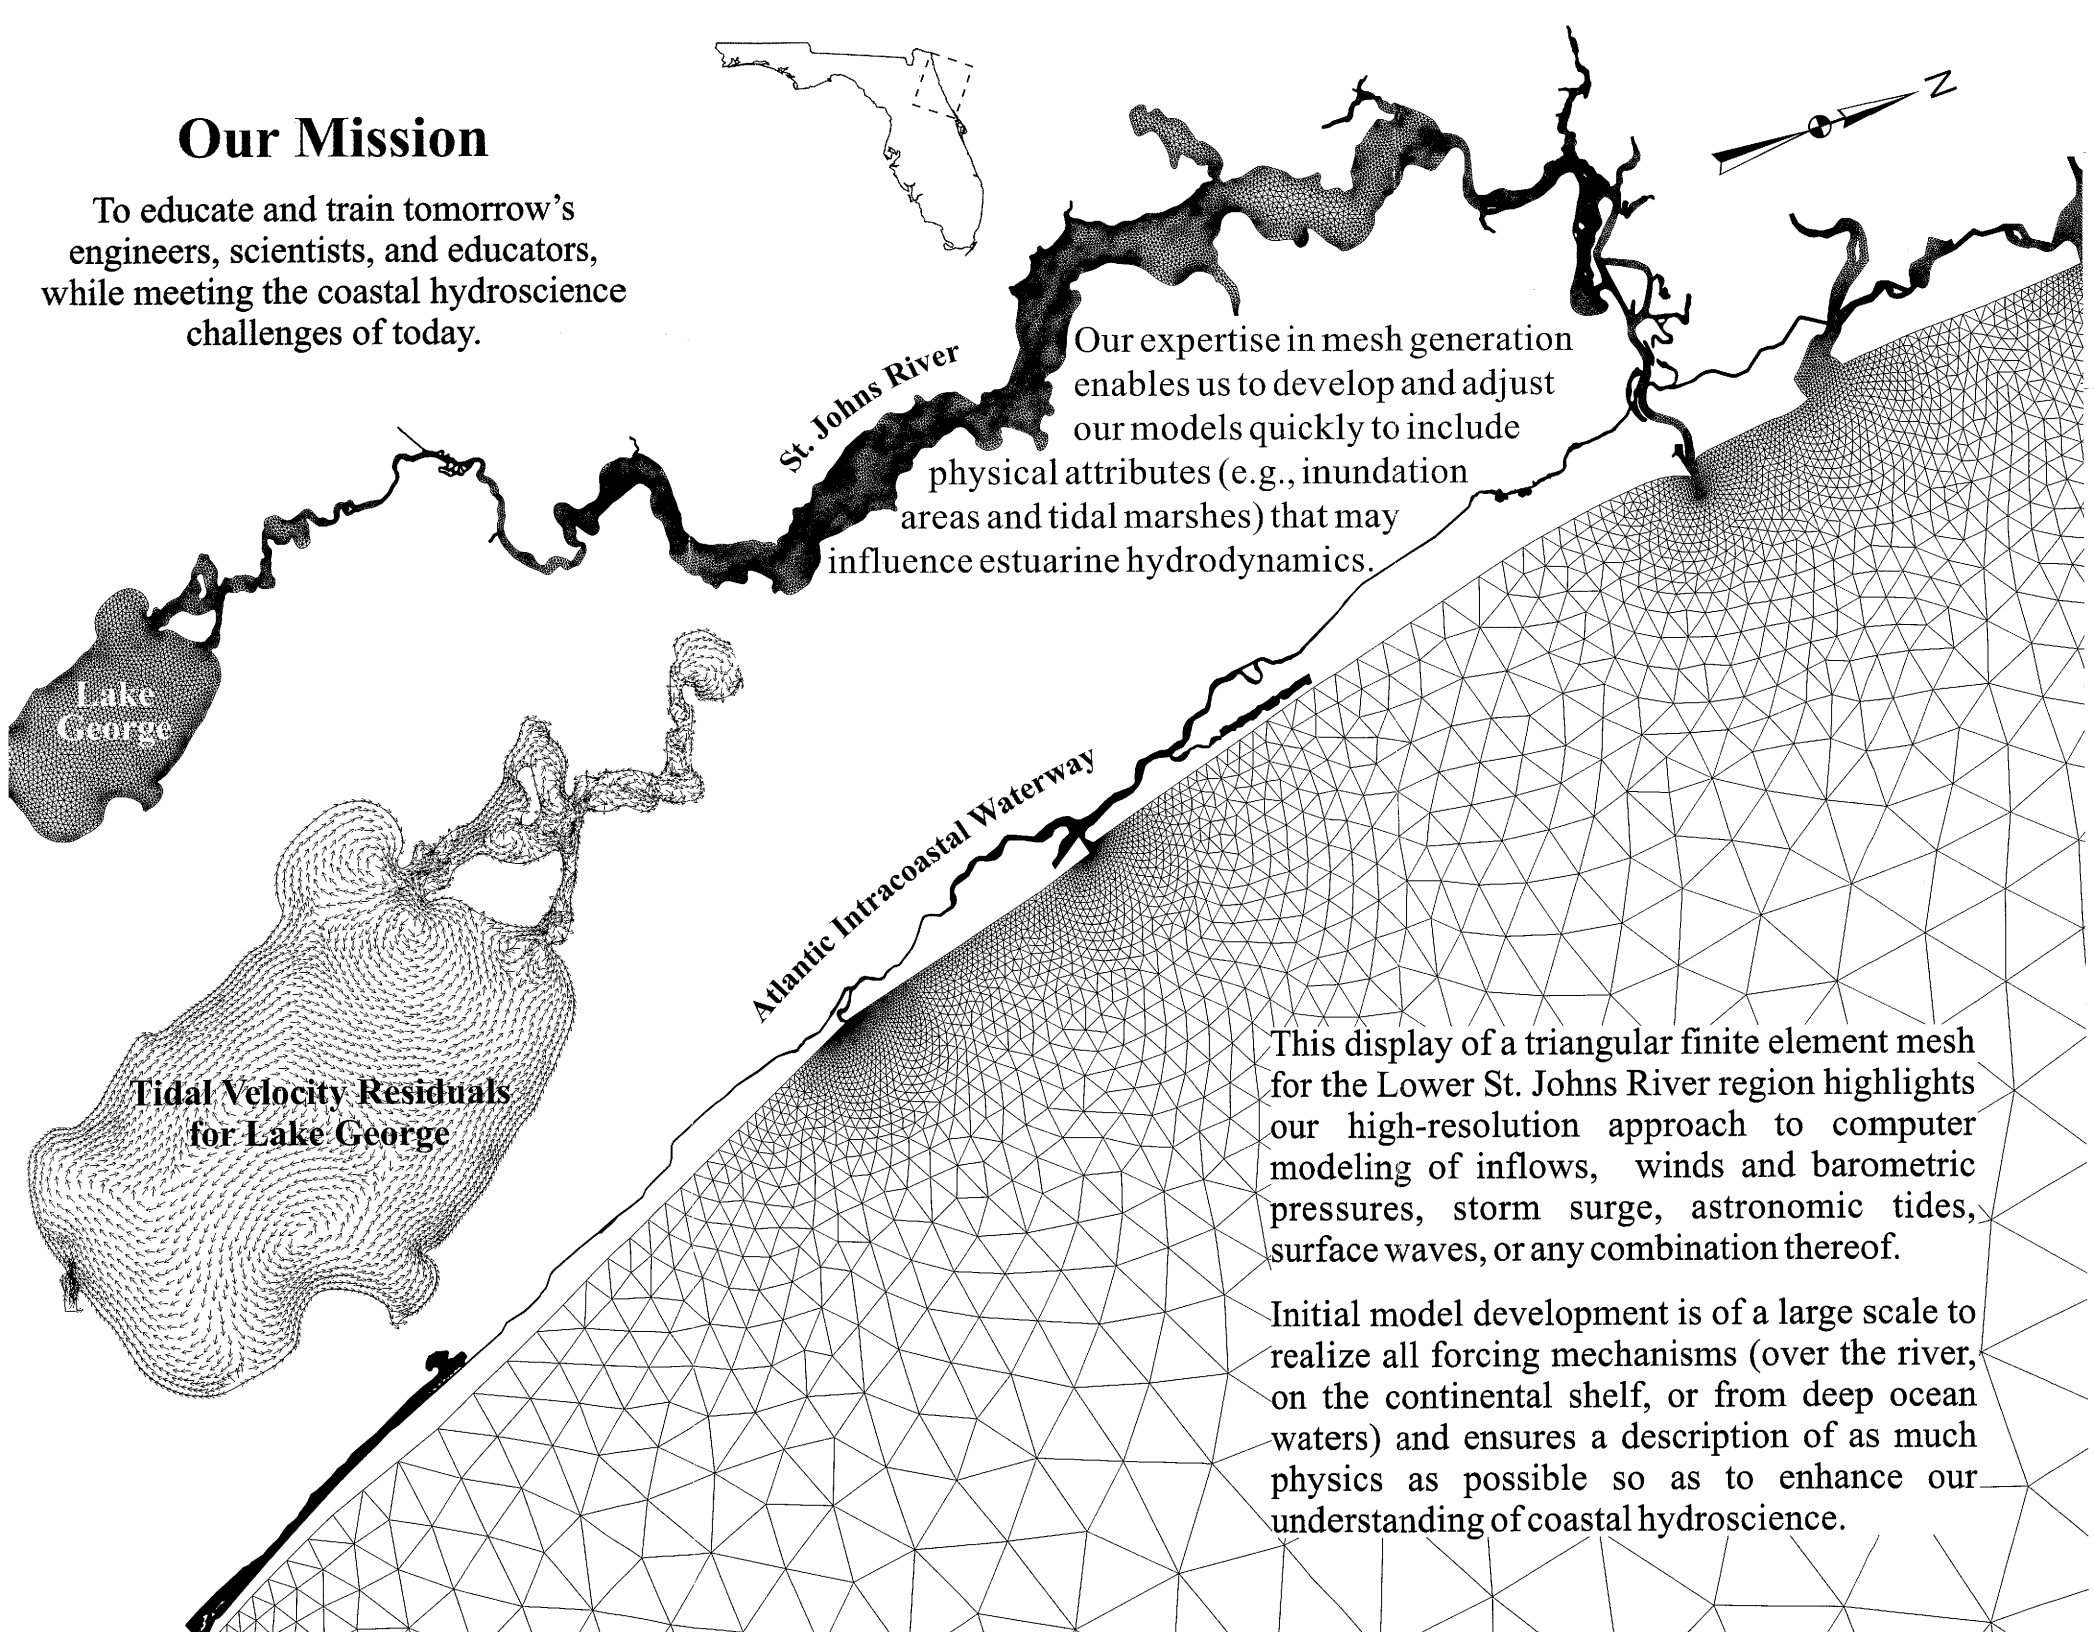 Our Mission
To educate and train tomorrow's
engineers, scientists, and educators,
while meeting the coastal hydroscience
challenges of today.
N
St. Johns River
Our expertise in mesh generation
enables us to develop and adjust
our models quickly to include
physical attributes (e.g., inundation
areas and tidal marshes) that may
influence estuarine hydrodynamics.
Lake
George
Atlantic Intracoastal Waterway
Tidal Velocity Residuals
for Lake George
This display of a triangular finite element mesh
for the Lower St. Johns River region highlights
our high-resolution approach to computer
modeling of inflows, winds and barometric
pressures, storm surge, astronomic tides,
surface waves, or any combination thereof.
Initial model development is of a large scale to
realize all forcing mechanisms (over the river,
on the continental shelf, or from deep ocean
waters) and ensures a description of as much
physics as possible so as to enhance our
understanding of coastal hydroscience.